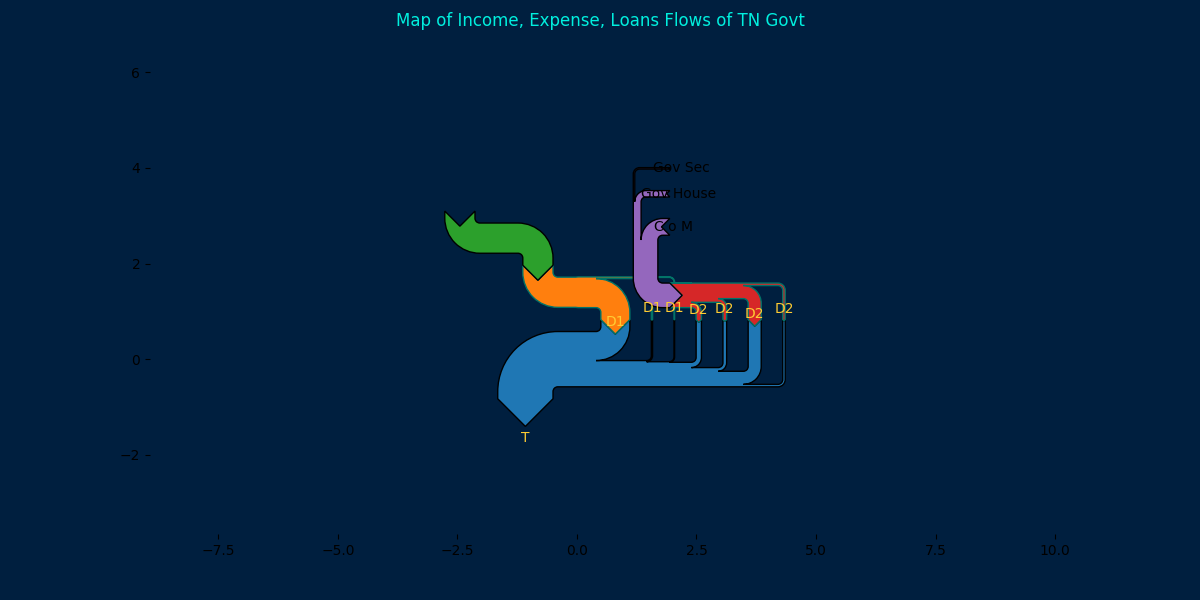 Map of Income, Expense, Loans Flows of TN Govt
6
4
2
0
−2
Gov Sec
Gov House
C o M
D1 D1 D2 D2 D2 D2
D1
T
−7.5 −5.0 −2.5 0.0 2.5 5.0 7.5 10.0